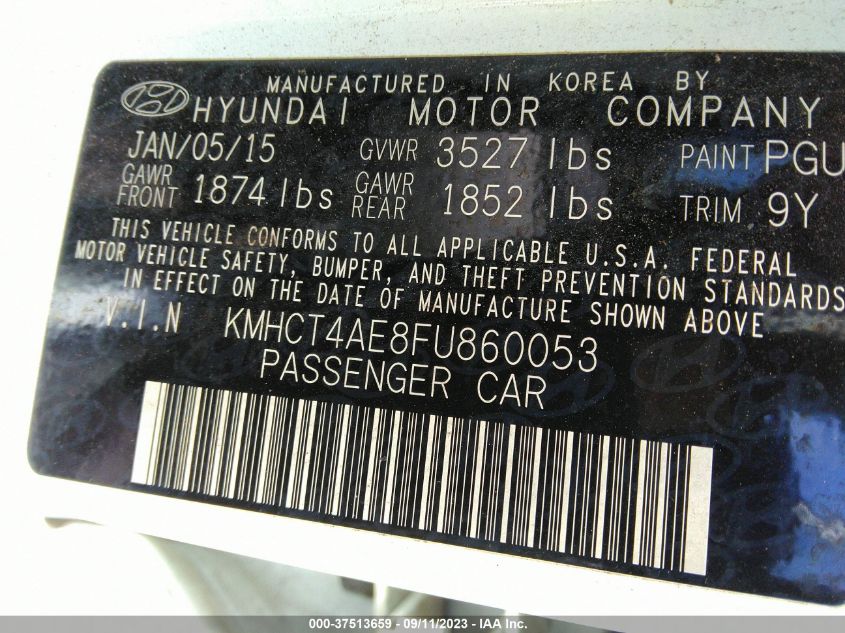 MANUFACTURED IN KOREA BY
HYUNDAI MOTOR COMPANY
JAN/05/15 GVWR 3527 lbs PAINT PGU
GAWR FRONT 1874 lbs GAWR REAR 1852 lbs TRIM 9Y
THIS VEHICLE CONFORMS TO ALL APPLICABLE U.S.A. FEDERAL
MOTOR VEHICLE SAFETY, BUMPER, AND THEFT PREVENTION STANDARDS
IN EFFECT ON THE DATE OF MANUFACTURE SHOWN ABOVE
V.I.N KMHCT4AE8FU860053
PASSENGER CAR
000-37513659 - 09/11/2023 - IAA Inc.